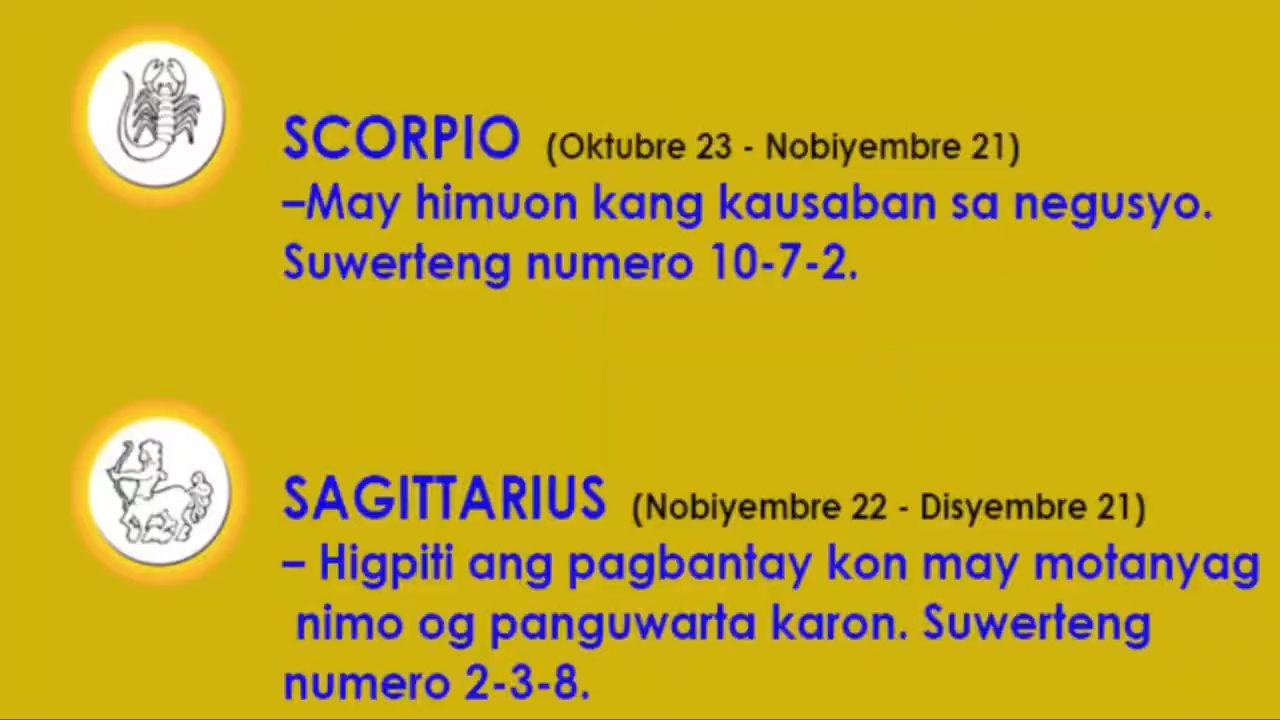 SCORPIO (Oktubre 23 - Nobiyembre 21)
–May himuon kang kausaban sa negusyo.
Suwerteng numero 10-7-2.
SAGITTARIUS (Nobiyembre 22 - Disyembre 21)
– Higpiti ang pagbantay kon may motanyag
nimo og panguwarta karon. Suwerteng
numero 2-3-8.